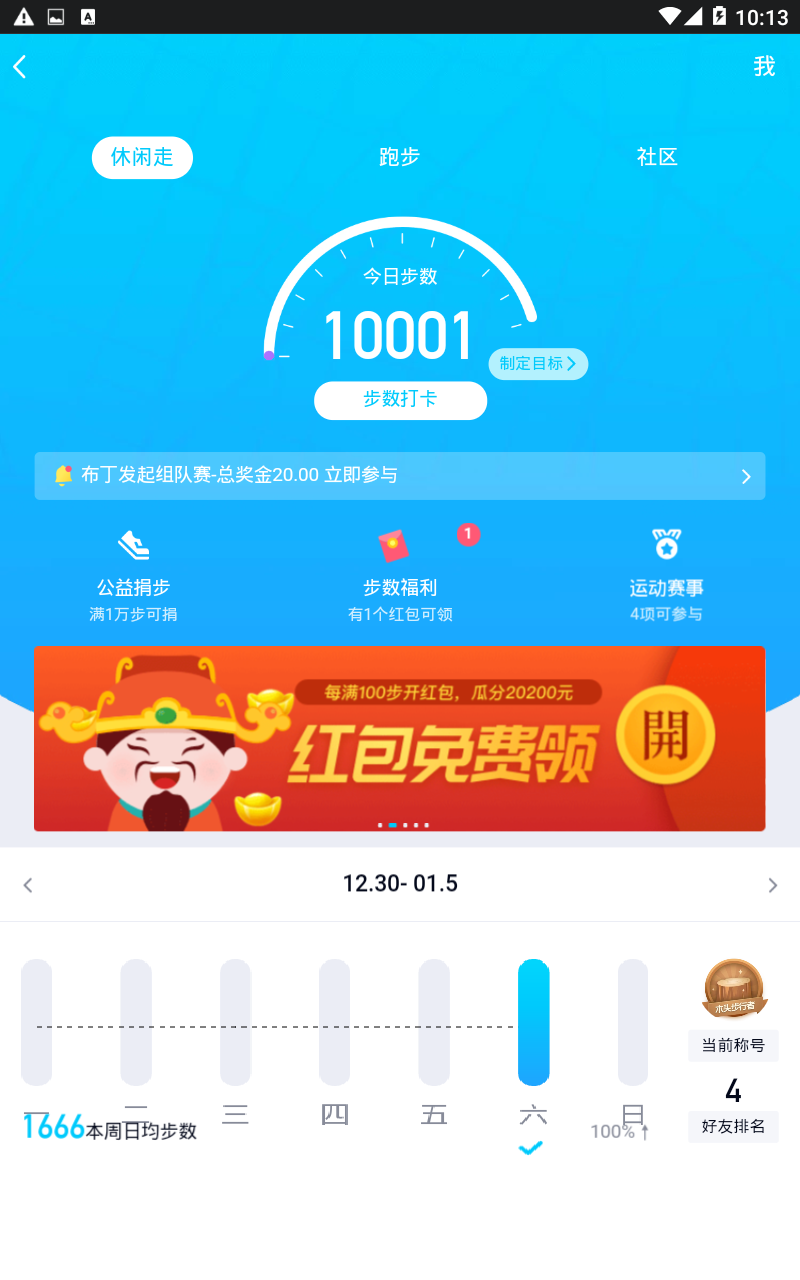 10:13
我
休闲走
跑步
社区
今日步数
10001
制定目标
步数打卡
布丁发起组队赛-总奖金20.00 立即参与
1
公益捐步
步数福利
运动赛事
满1万步可捐
有1个红包可领
4项可参与
每满100步开红包，瓜分20200元
红包免费领
開
12.30- 01.5
木头步行者
当前称号
4
好友排名
一
二
三
四
五
六
日
1666本周日均步数
100%↑